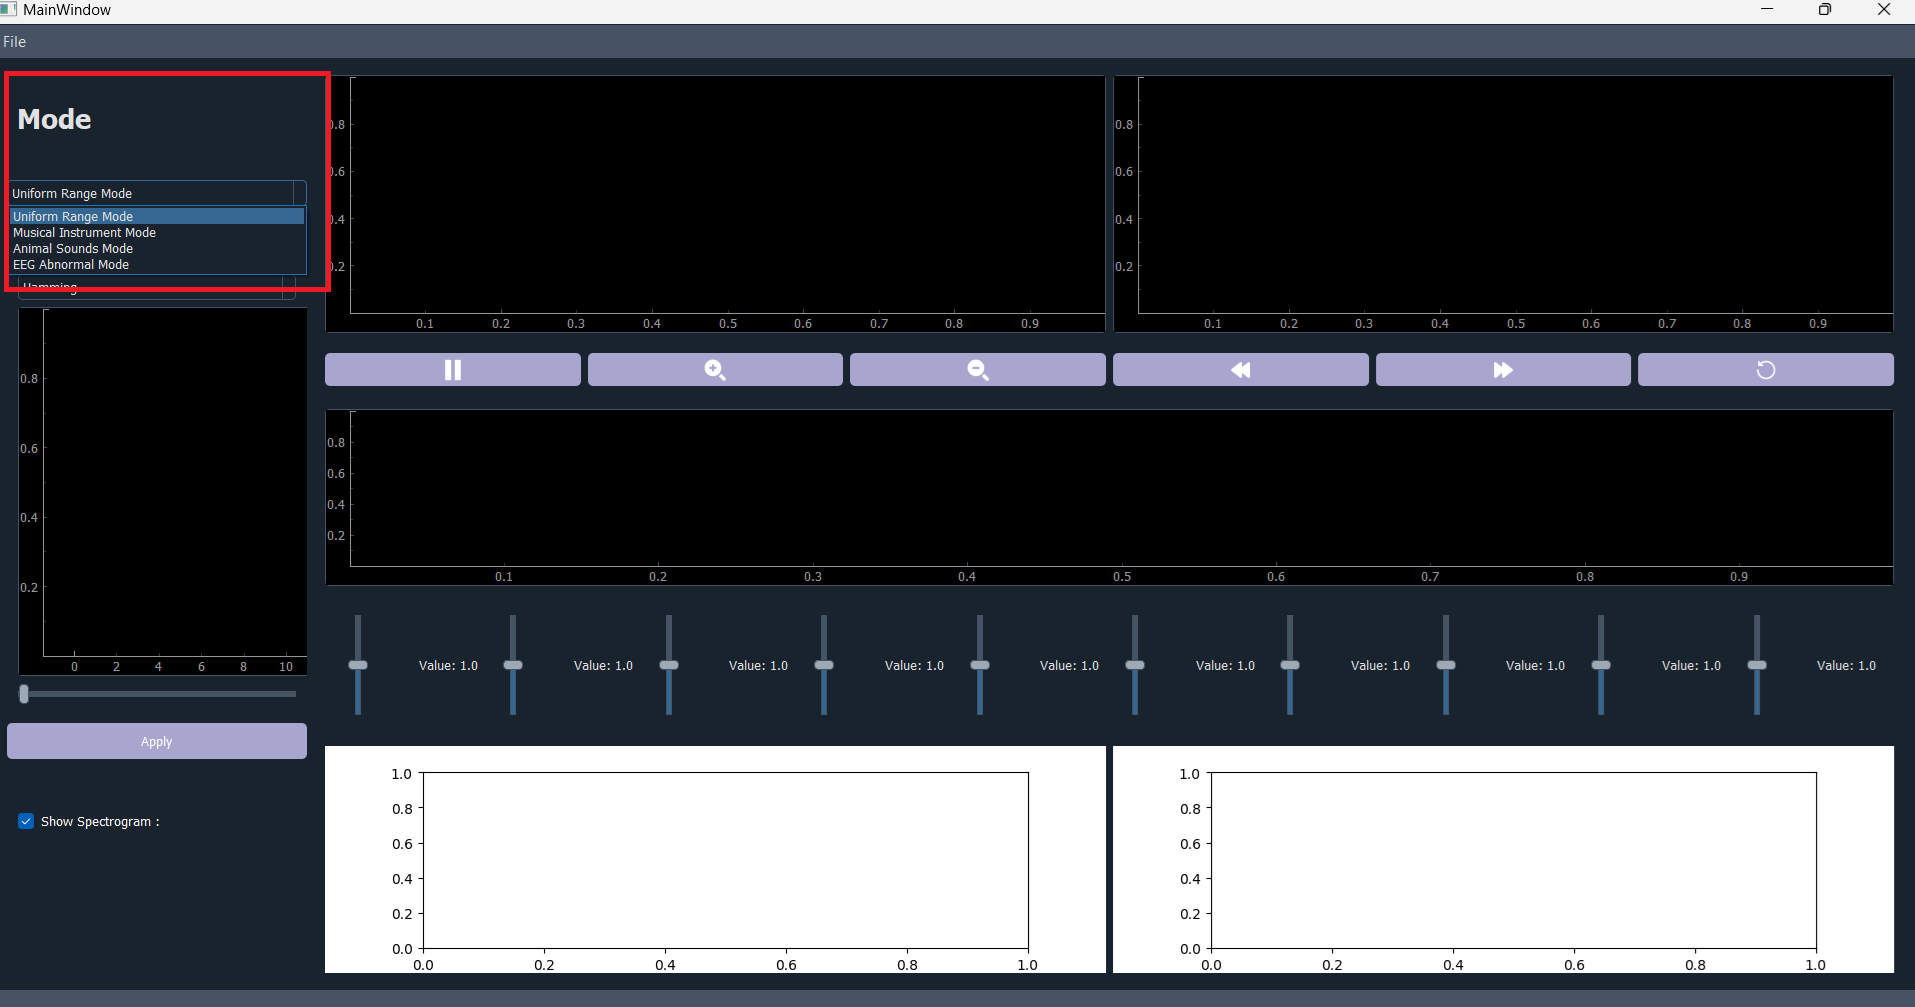 MainWindow
File
Mode
Uniform Range Mode
Uniform Range Mode
Musical Instrument Mode
Animal Sounds Mode
EEG Abnormal Mode
Hamming
0.8
0.6
0.4
0.2
0 2 4 6 8 10
Apply
Show Spectrogram :
0.8
0.6
0.4
0.2
0.1 0.2 0.3 0.4 0.5 0.6 0.7 0.8 0.9
0.8
0.6
0.4
0.2
0.1 0.2 0.3 0.4 0.5 0.6 0.7 0.8 0.9
0.8
0.6
0.4
0.2
0.1 0.2 0.3 0.4 0.5 0.6 0.7 0.8 0.9
Value: 1.0 Value: 1.0 Value: 1.0 Value: 1.0 Value: 1.0 Value: 1.0 Value: 1.0 Value: 1.0 Value: 1.0 Value: 1.0
1.0
0.8
0.6
0.4
0.2
0.0
0.0 0.2 0.4 0.6 0.8 1.0
1.0
0.8
0.6
0.4
0.2
0.0
0.0 0.2 0.4 0.6 0.8 1.0